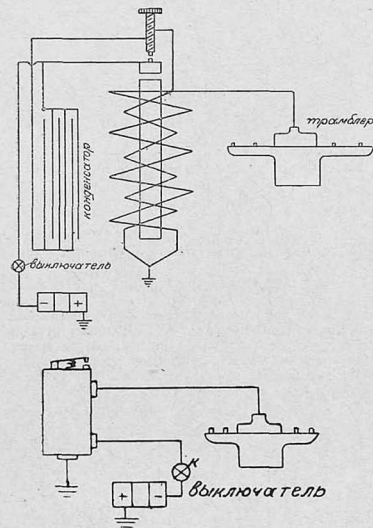 трамблер
конденсатор
выключатель
- +
К
+ -
выключатель